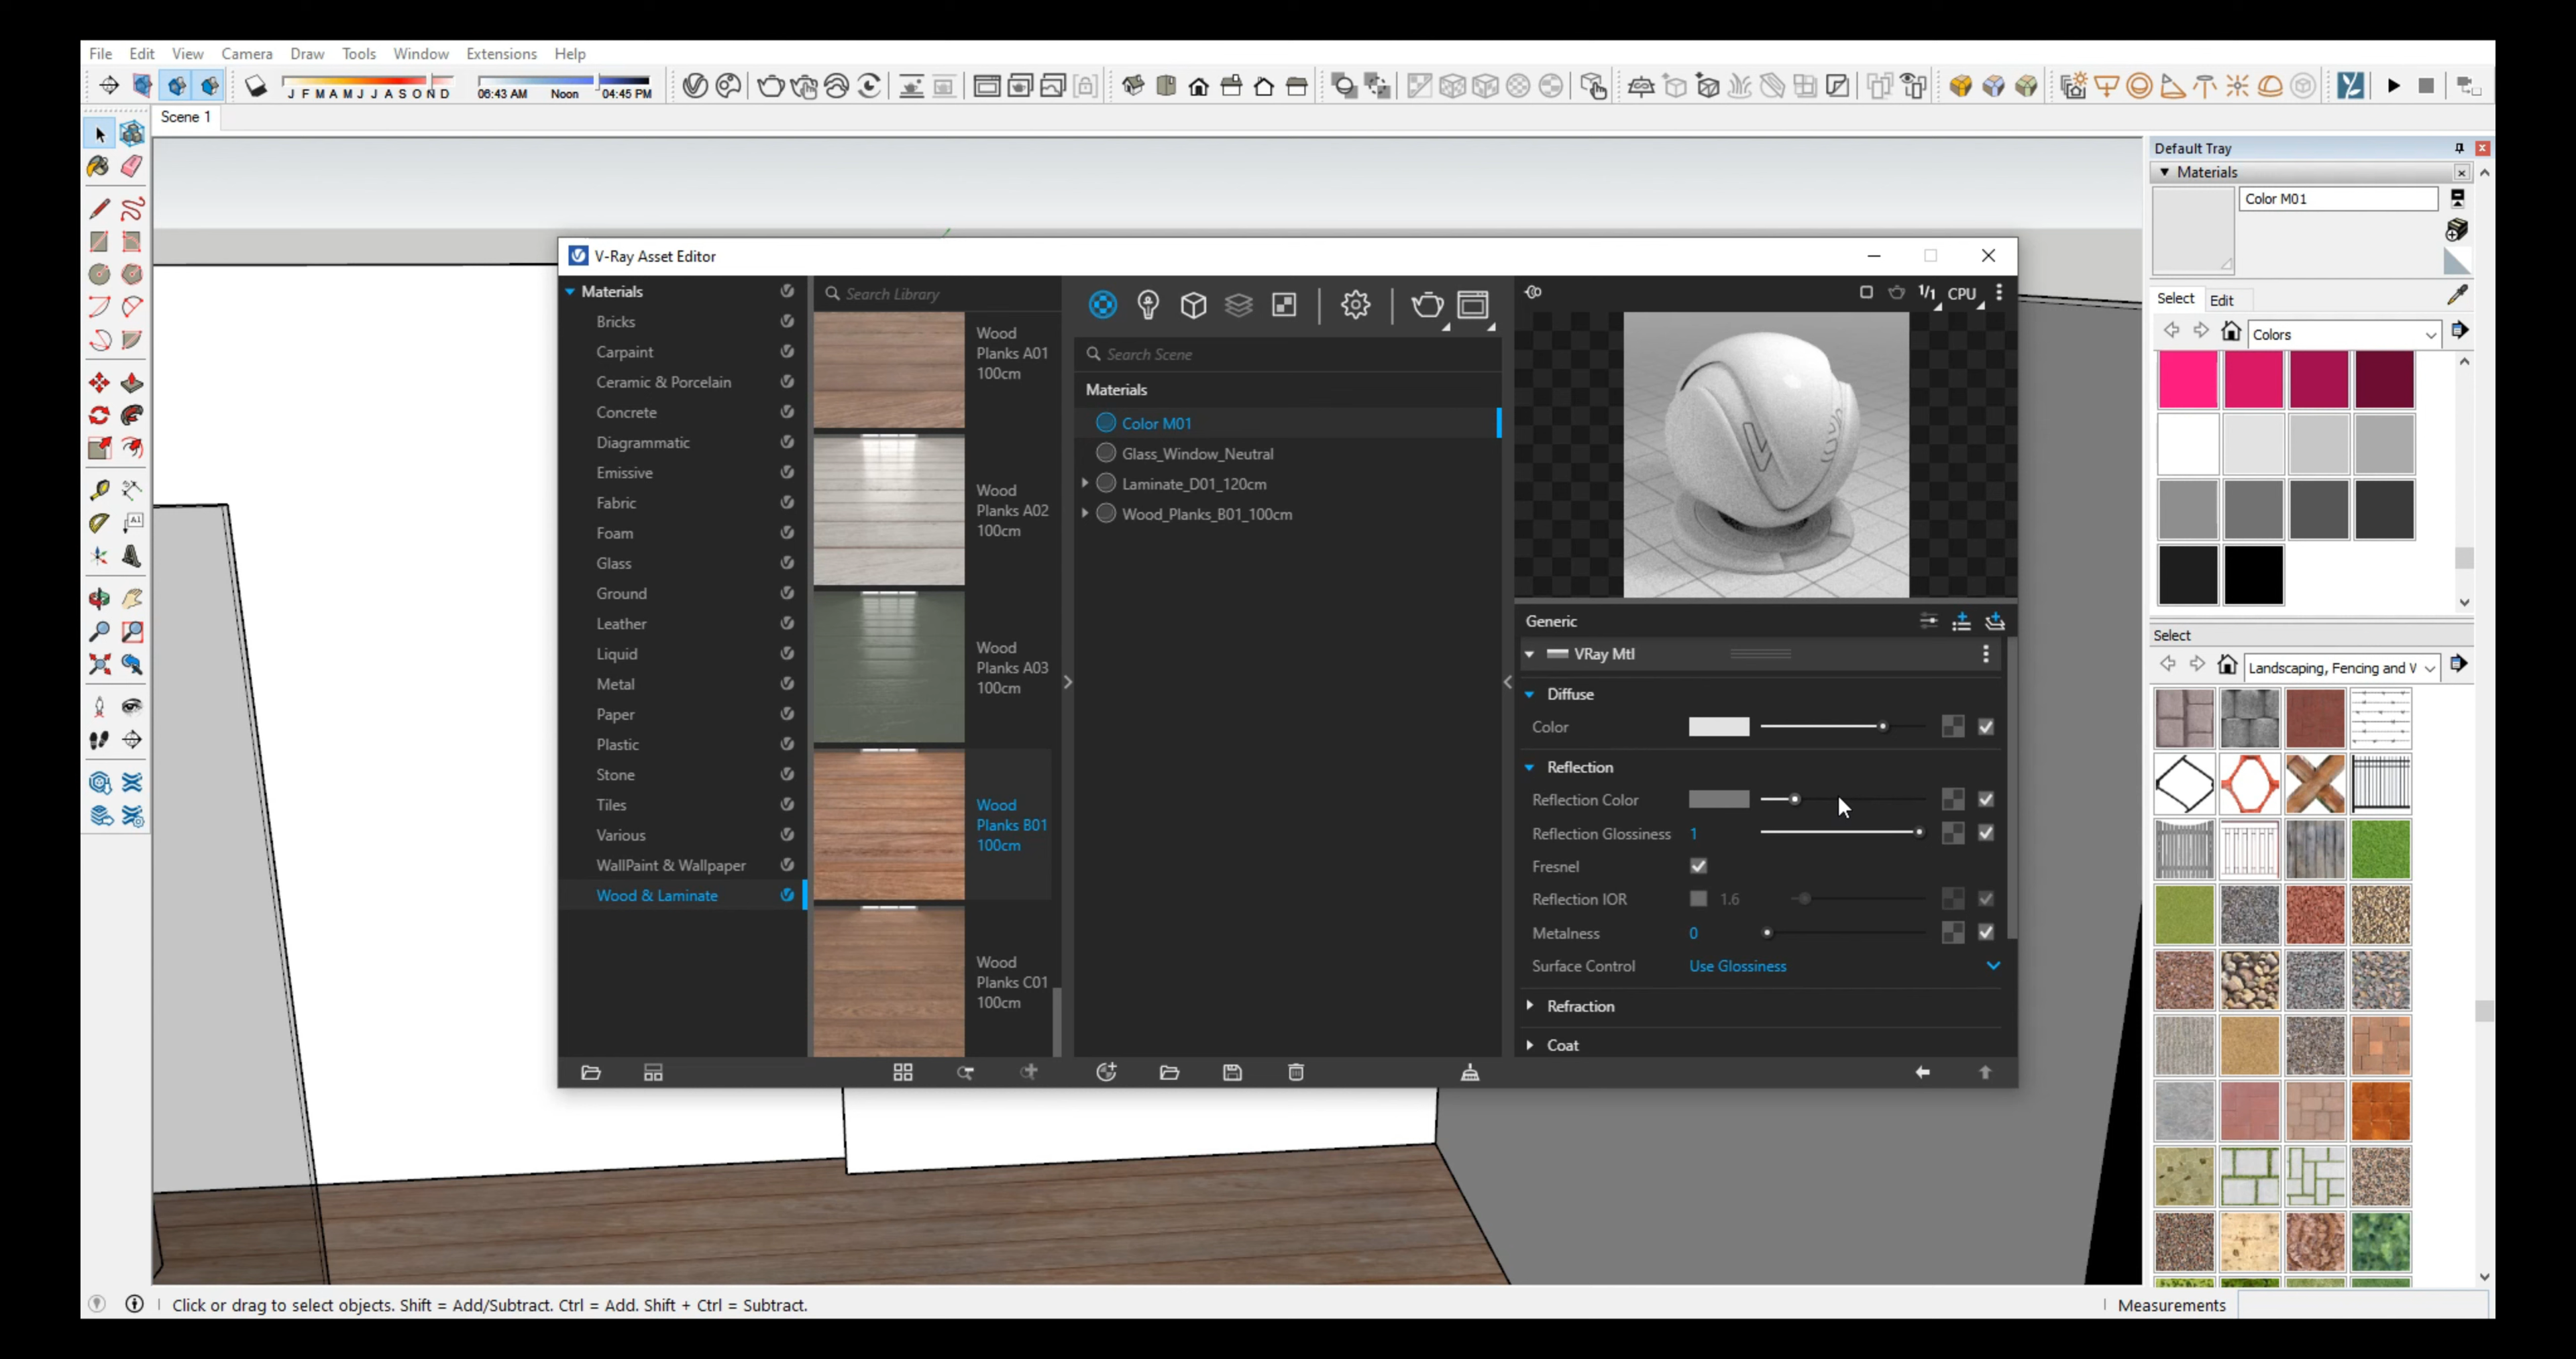 File Edit View Camera Draw Tools Window Extensions Help
J F M A M J J A S O N D
06:43 AM Noon 04:45 PM
Scene 1
Default Tray
Materials
Color M01
Select Edit
Colors
Select
Landscaping, Fencing and V
V-Ray Asset Editor
Materials
Bricks
Carpaint
Ceramic & Porcelain
Concrete
Diagrammatic
Emissive
Fabric
Foam
Glass
Ground
Leather
Liquid
Metal
Paper
Plastic
Stone
Tiles
Various
WallPaint & Wallpaper
Wood & Laminate
Search Library
Wood
Planks A01
100cm
Wood
Planks A02
100cm
Wood
Planks A03
100cm
Wood
Planks B01
100cm
Wood
Planks C01
100cm
Search Scene
Materials
Color M01
Glass_Window_Neutral
Laminate_D01_120cm
Wood_Planks_B01_100cm
1/1 CPU
Generic
VRay Mtl
Diffuse
Color
Reflection
Reflection Color
Reflection Glossiness 1
Fresnel
Reflection IOR 1.6
Metalness 0
Surface Control Use Glossiness
Refraction
Coat
Click or drag to select objects. Shift = Add/Subtract. Ctrl = Add. Shift + Ctrl = Subtract.
Measurements